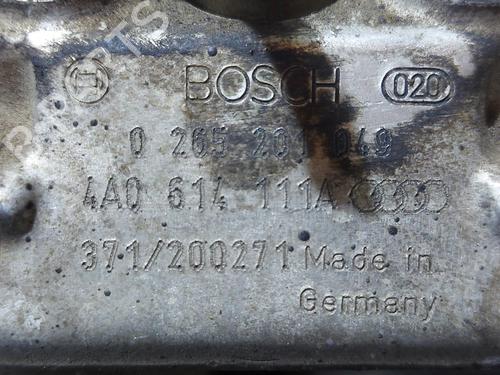 BOSCH 020
0 265 201 049
4A0 614 111A
371/200271 Made in
Germany